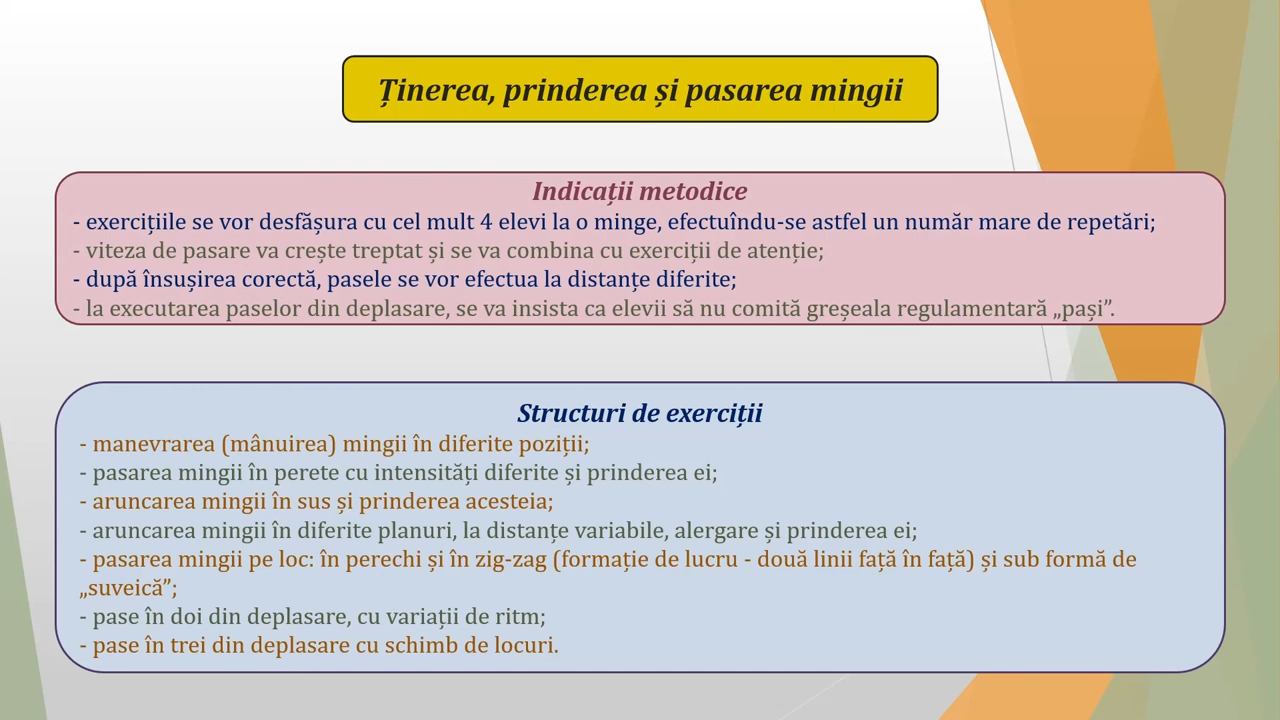 Ținerea, prinderea și pasarea mingii
Indicații metodice
- exercițiile se vor desfășura cu cel mult 4 elevi la o minge, efectuîndu-se astfel un număr mare de repetări;
- viteza de pasare va crește treptat și se va combina cu exerciții de atenție;
- după însușirea corectă, pasele se vor efectua la distanțe diferite;
- la executarea paselor din deplasare, se va insista ca elevii să nu comită greșeala regulamentară „pași”.
Structuri de exerciții
- manevrarea (mânuirea) mingii în diferite poziții;
- pasarea mingii în perete cu intensități diferite și prinderea ei;
- aruncarea mingii în sus și prinderea acesteia;
- aruncarea mingii în diferite planuri, la distanțe variabile, alergare și prinderea ei;
- pasarea mingii pe loc: în perechi și în zig-zag (formație de lucru - două linii față în față) și sub formă de
„suveică”;
- pase în doi din deplasare, cu variații de ritm;
- pase în trei din deplasare cu schimb de locuri.